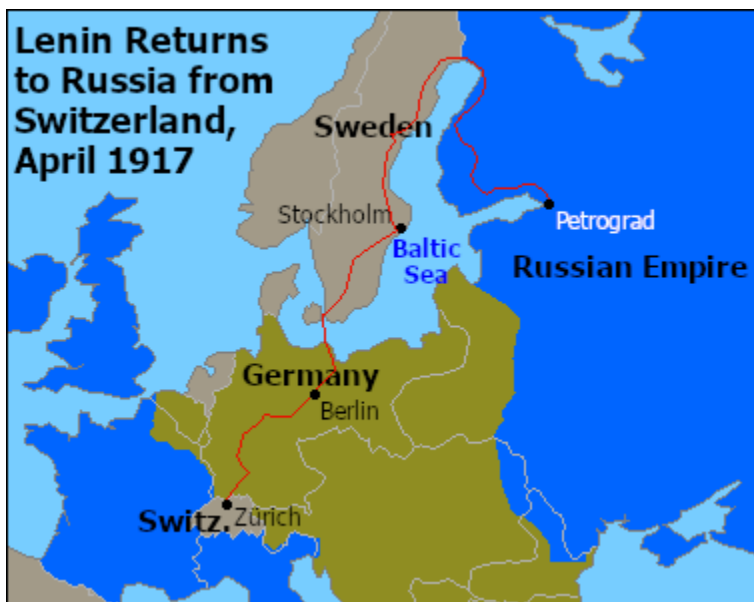 Lenin Returns
to Russia from
Switzerland,
April 1917
Sweden
Stockholm
Petrograd
Baltic
Sea
Russian Empire
Germany
Berlin
Switz.
Zürich